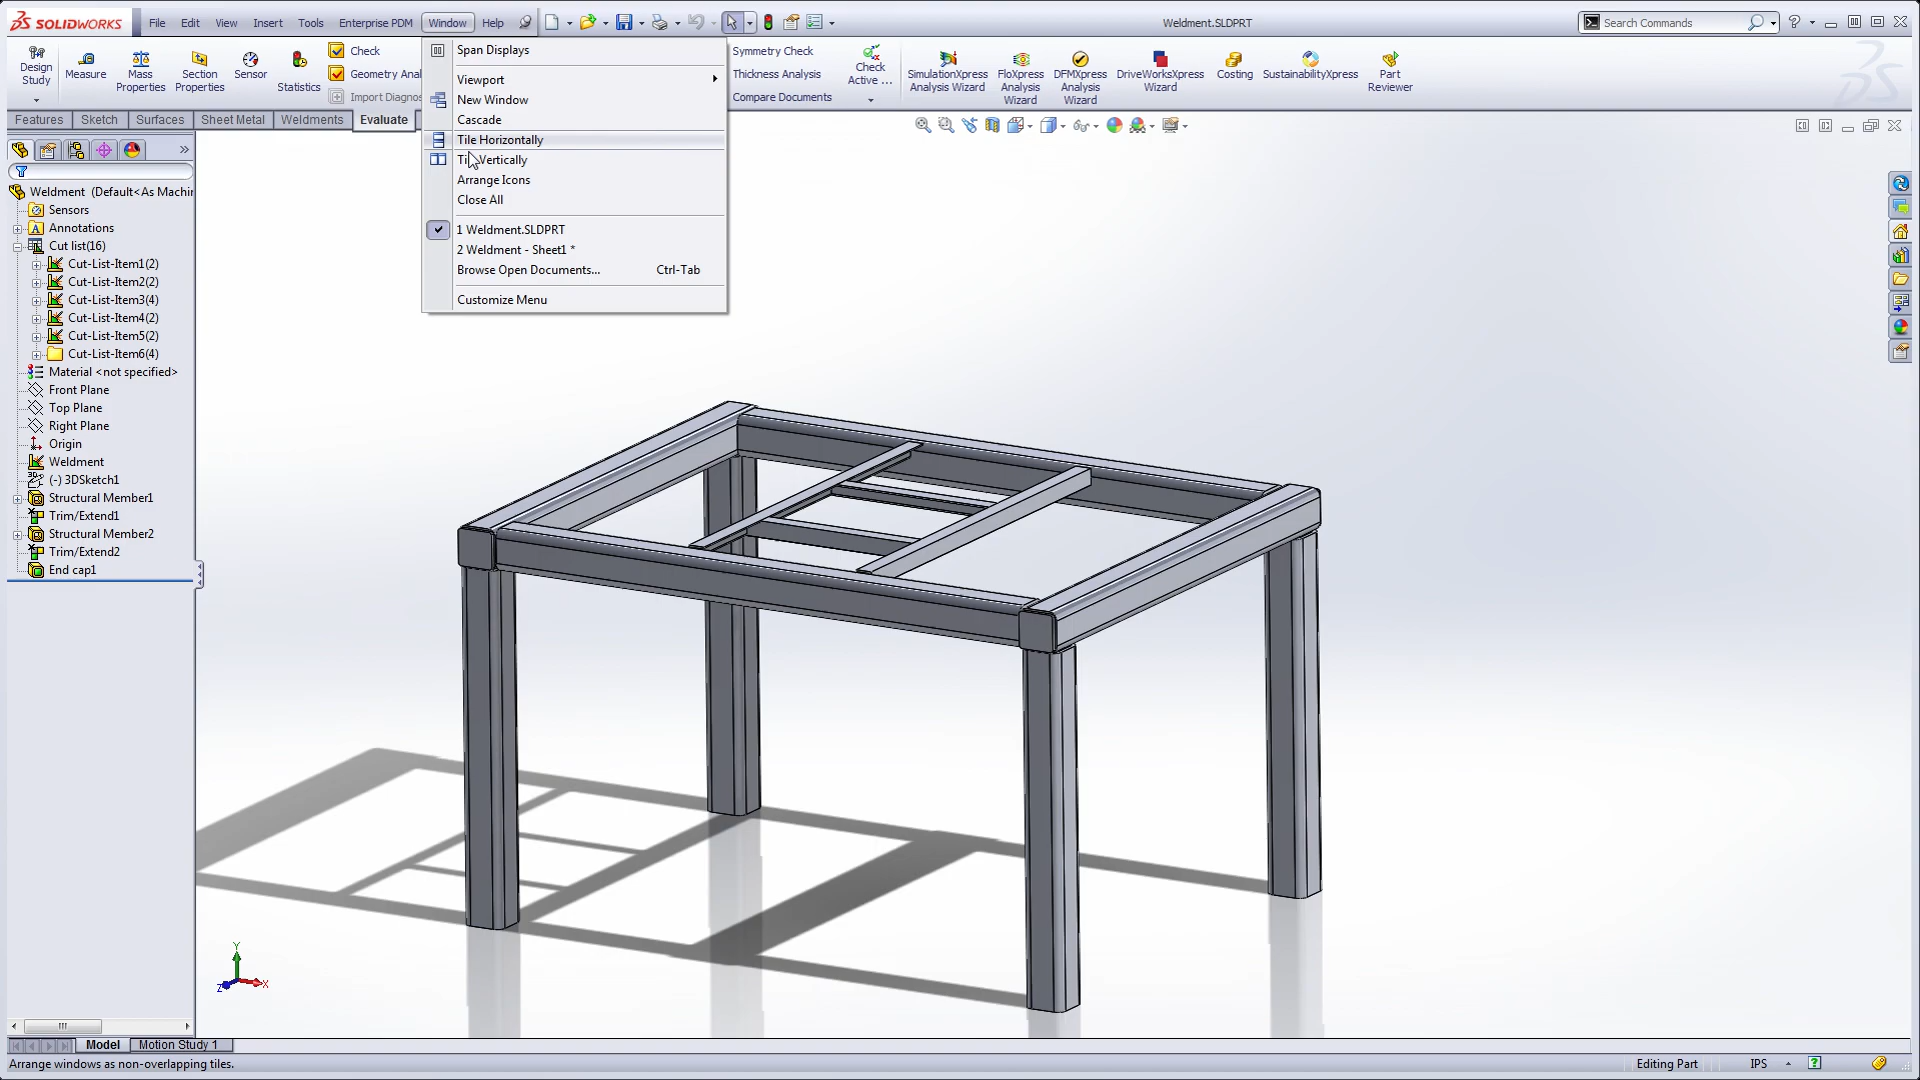 SOLIDWORKS File Edit View Insert Tools Enterprise PDM Window Help Weldment.SLDPRT Search Commands
Design Study
Measure
Mass Properties
Section Properties
Sensor
Statistics
Check
Geometry Anal
Import Diagnos
Symmetry Check
Thickness Analysis
Compare Documents
Check Active ...
SimulationXpress Analysis Wizard
FloXpress Analysis Wizard
DFMXpress Analysis Wizard
DriveWorksXpress Wizard
Costing
SustainabilityXpress
Part Reviewer
Features Sketch Surfaces Sheet Metal Weldments Evaluate
Span Displays
Viewport
New Window
Cascade
Tile Horizontally
Vertically
Arrange Icons
Close All
1 Weldment.SLDPRT
2 Weldment - Sheet1 *
Browse Open Documents... Ctrl-Tab
Customize Menu
Weldment (Default<As Machin
Sensors
Annotations
Cut list(16)
Cut-List-Item1(2)
Cut-List-Item2(2)
Cut-List-Item3(4)
Cut-List-Item4(2)
Cut-List-Item5(2)
Cut-List-Item6(4)
Material <not specified>
Front Plane
Top Plane
Right Plane
Origin
Weldment
(-) 3DSketch1
Structural Member1
Trim/Extend1
Structural Member2
Trim/Extend2
End cap1
Y
Z X
Model Motion Study 1
Arrange windows as non-overlapping tiles. Editing Part IPS